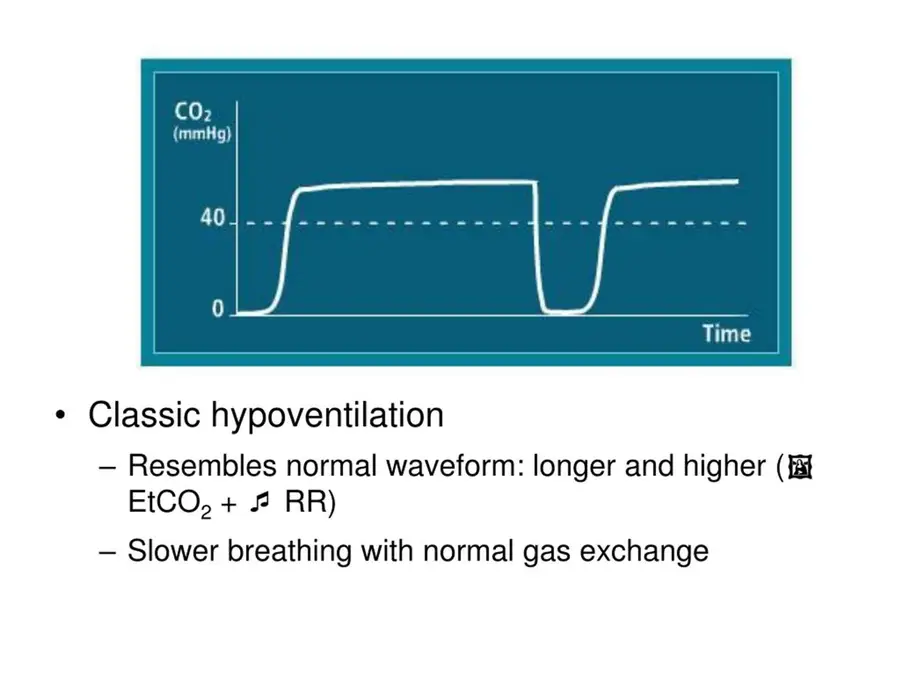 CO₂
(mmHg)
40
0
Time
• Classic hypoventilation
– Resembles normal waveform: longer and higher (🖼
EtCO₂ + ♬ RR)
– Slower breathing with normal gas exchange